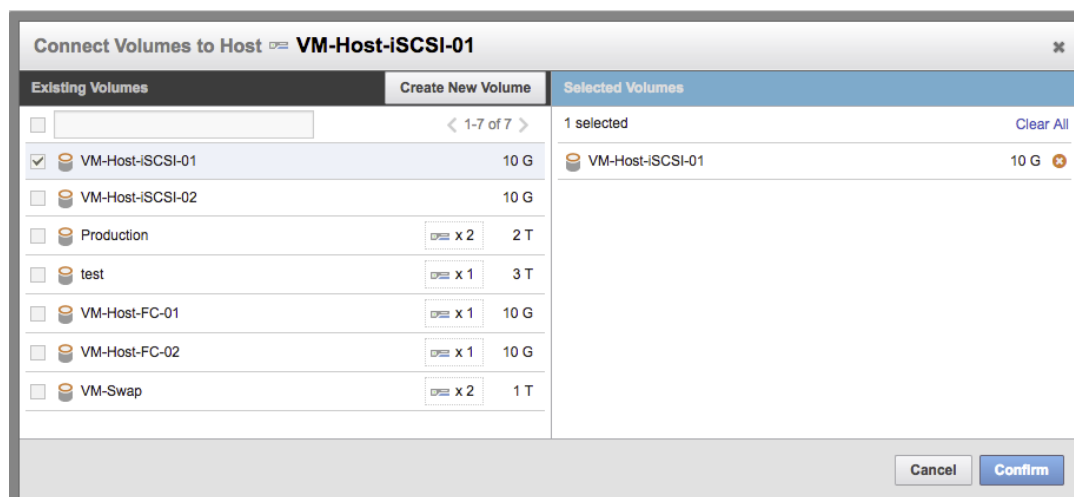 Connect Volumes to Host VM-Host-iSCSI-01
Existing Volumes
Create New Volume
1-7 of 7
VM-Host-iSCSI-01 10 G
VM-Host-iSCSI-02 10 G
Production x 2 2 T
test x 1 3 T
VM-Host-FC-01 x 1 10 G
VM-Host-FC-02 x 1 10 G
VM-Swap x 2 1 T
Selected Volumes
1 selected Clear All
VM-Host-iSCSI-01 10 G
Cancel Confirm